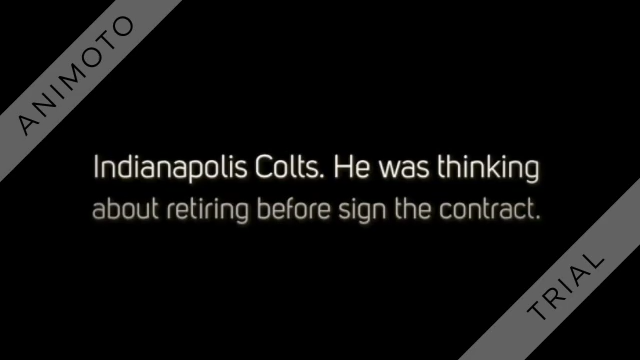 ANIMOTO
Indianapolis Colts. He was thinking
about retiring before sign the contract.
TRIAL